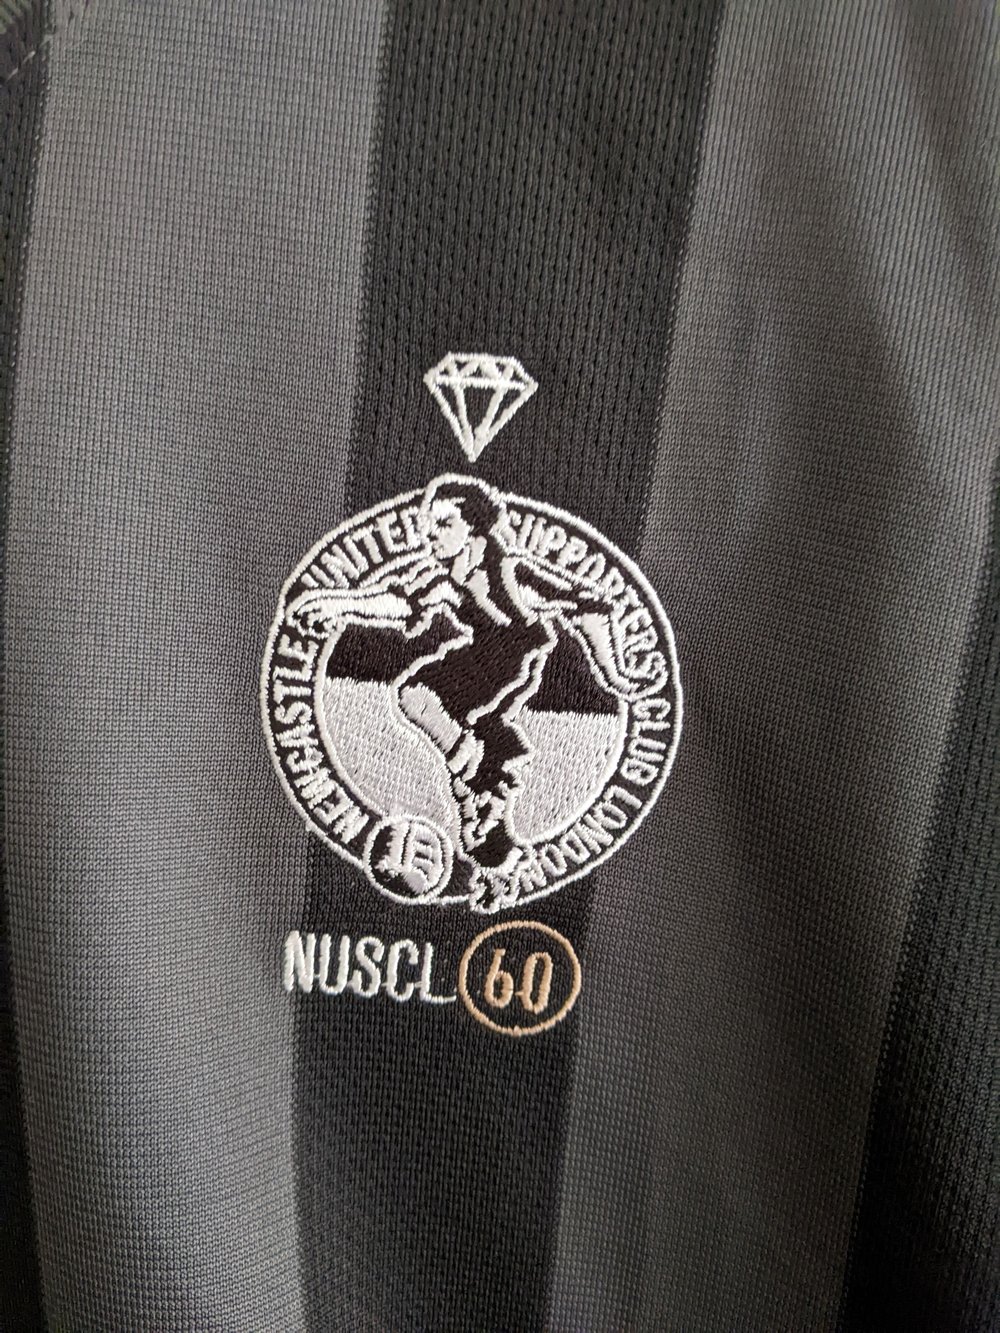 NEWCASTLE UNITED SUPPORTERS CLUB LONDON
NUSCL 60